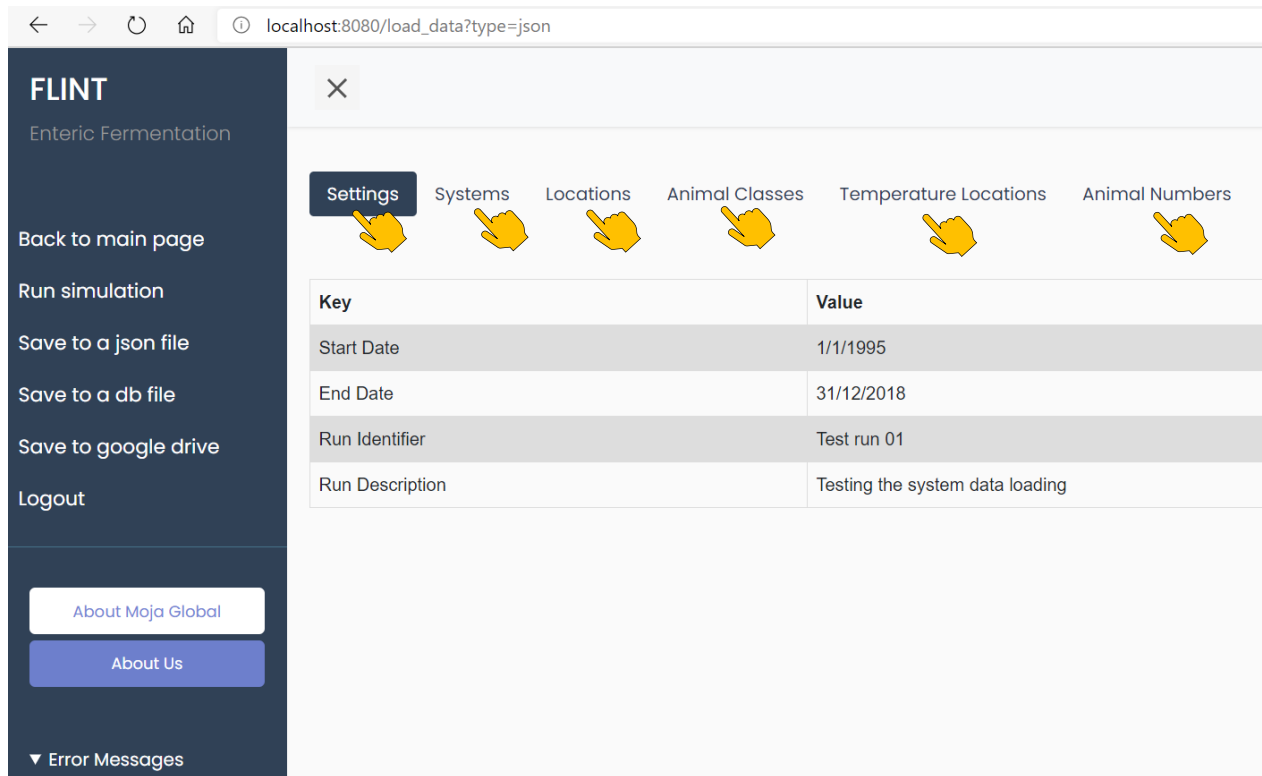 localhost:8080/load_data?type=json
FLINT
Enteric Fermentation
Back to main page
Run simulation
Save to a json file
Save to a db file
Save to google drive
Logout
About Moja Global
About Us
▼ Error Messages
Settings Systems Locations Animal Classes Temperature Locations Animal Numbers
Key Value
Start Date 1/1/1995
End Date 31/12/2018
Run Identifier Test run 01
Run Description Testing the system data loading